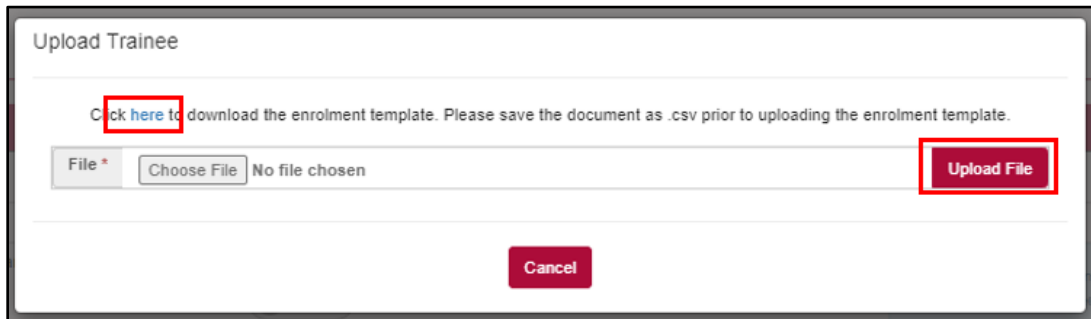 Upload Trainee
Click here to download the enrolment template. Please save the document as .csv prior to uploading the enrolment template.
File * Choose File No file chosen Upload File
Cancel